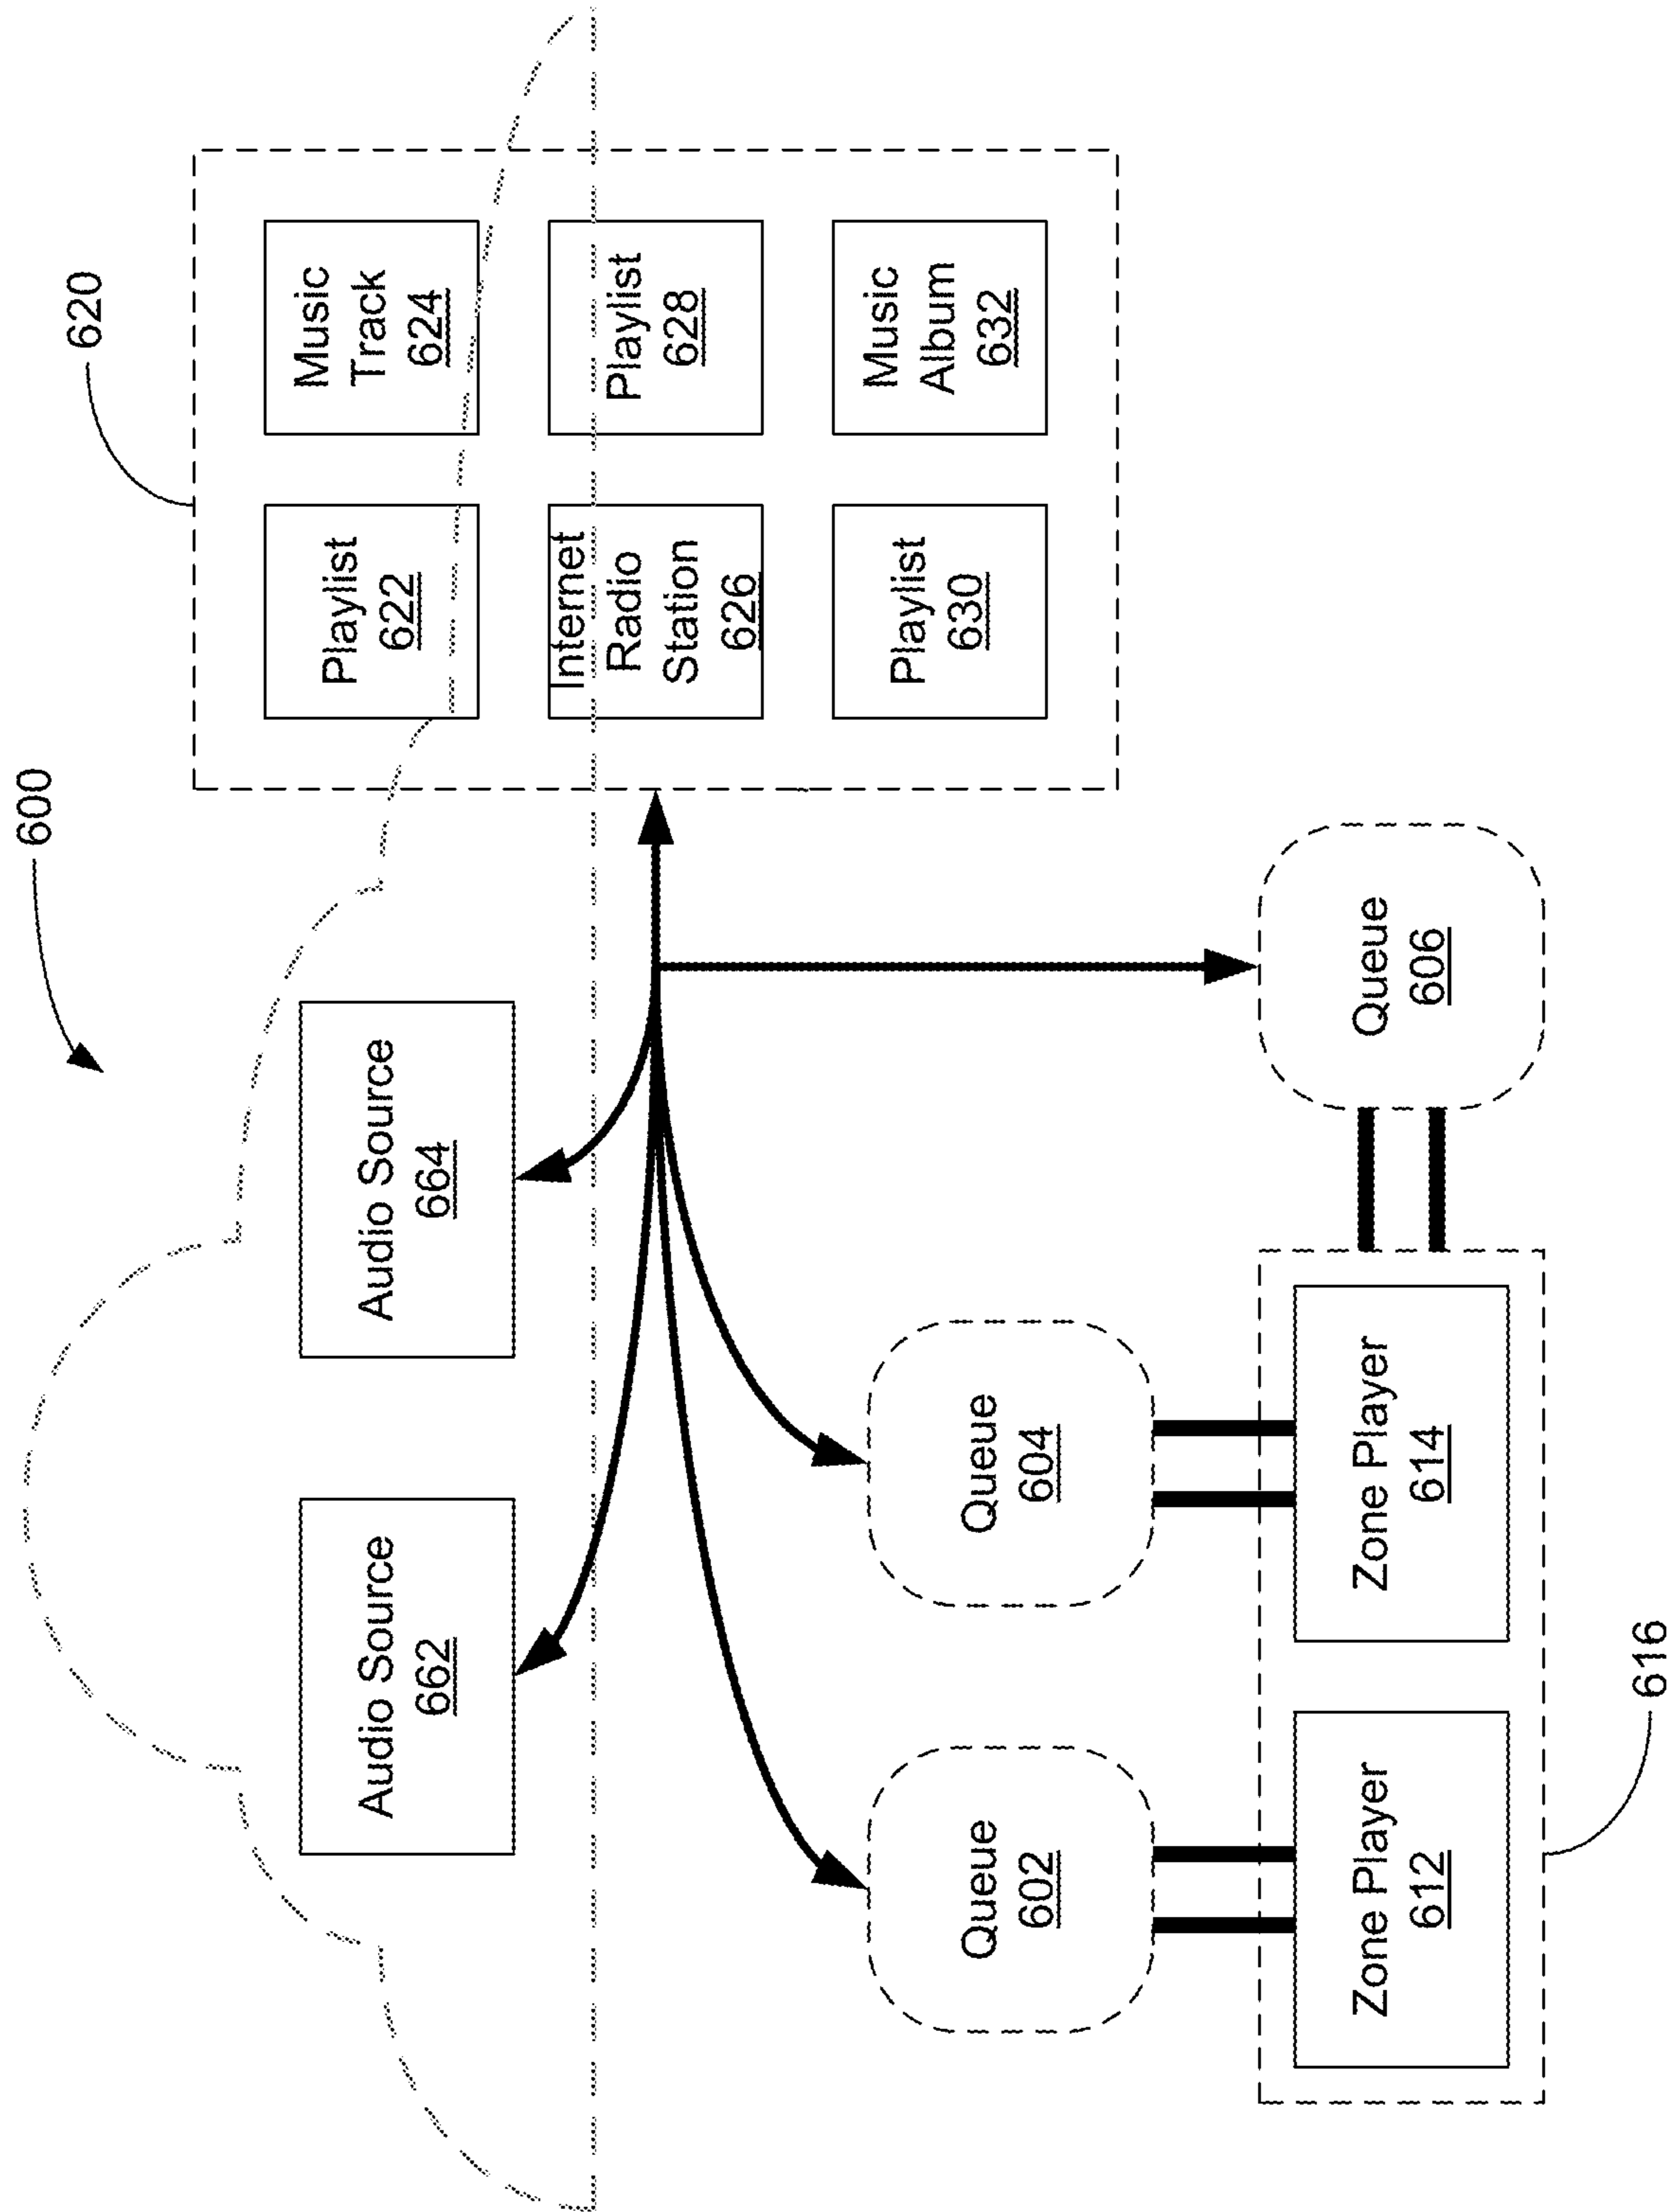 600
620
Audio Source
662
Audio Source
664
Playlist
622
Music
Track
624
Internet
Radio
Station
626
Playlist
628
Playlist
630
Music
Album
632
Queue
602
Queue
604
Queue
606
Zone Player
612
Zone Player
614
616